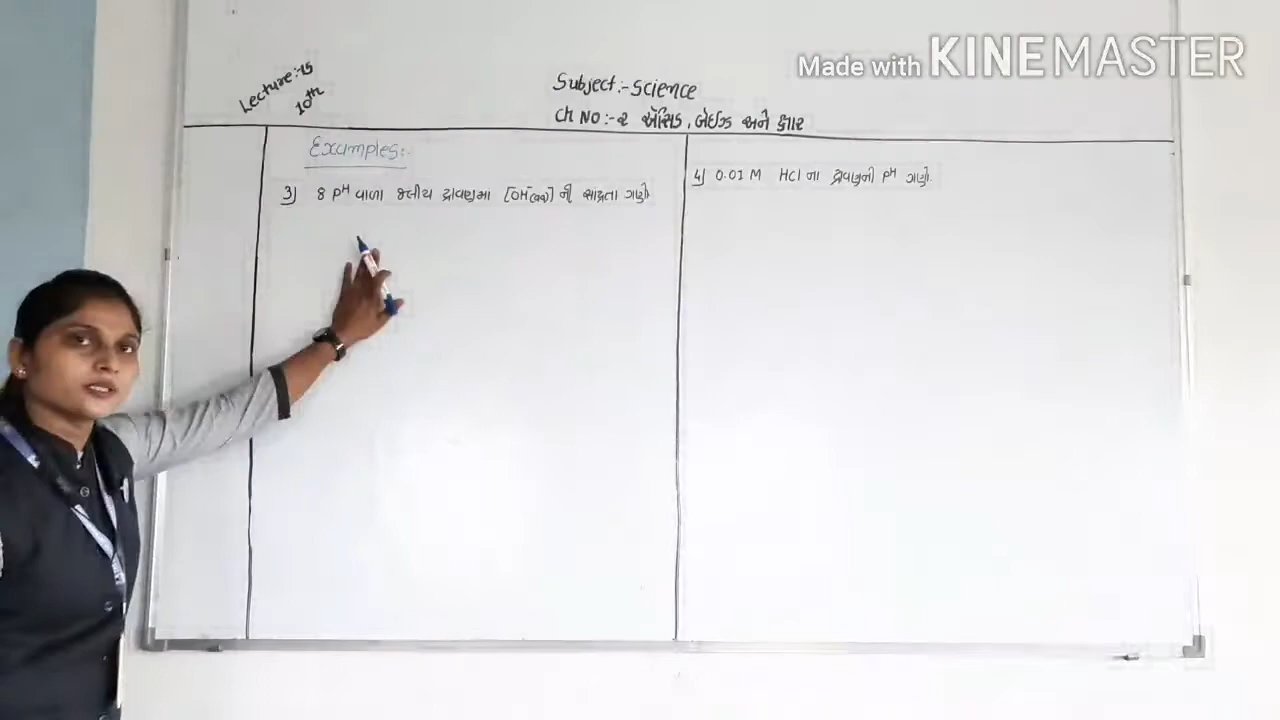 Made with KINEMASTER
Lecture:-15
10th
Subject:-Science
Ch No:-૨ ઍસિડ, બેઇઝ અને ક્ષાર
Examples:-
3) 8 PH વાળા જલીય દ્રાવણમા [OH⁻(aq)] ની સાંદ્રતા ગણો.
4) 0.01 M HCl ના દ્રાવણની PH ગણો.